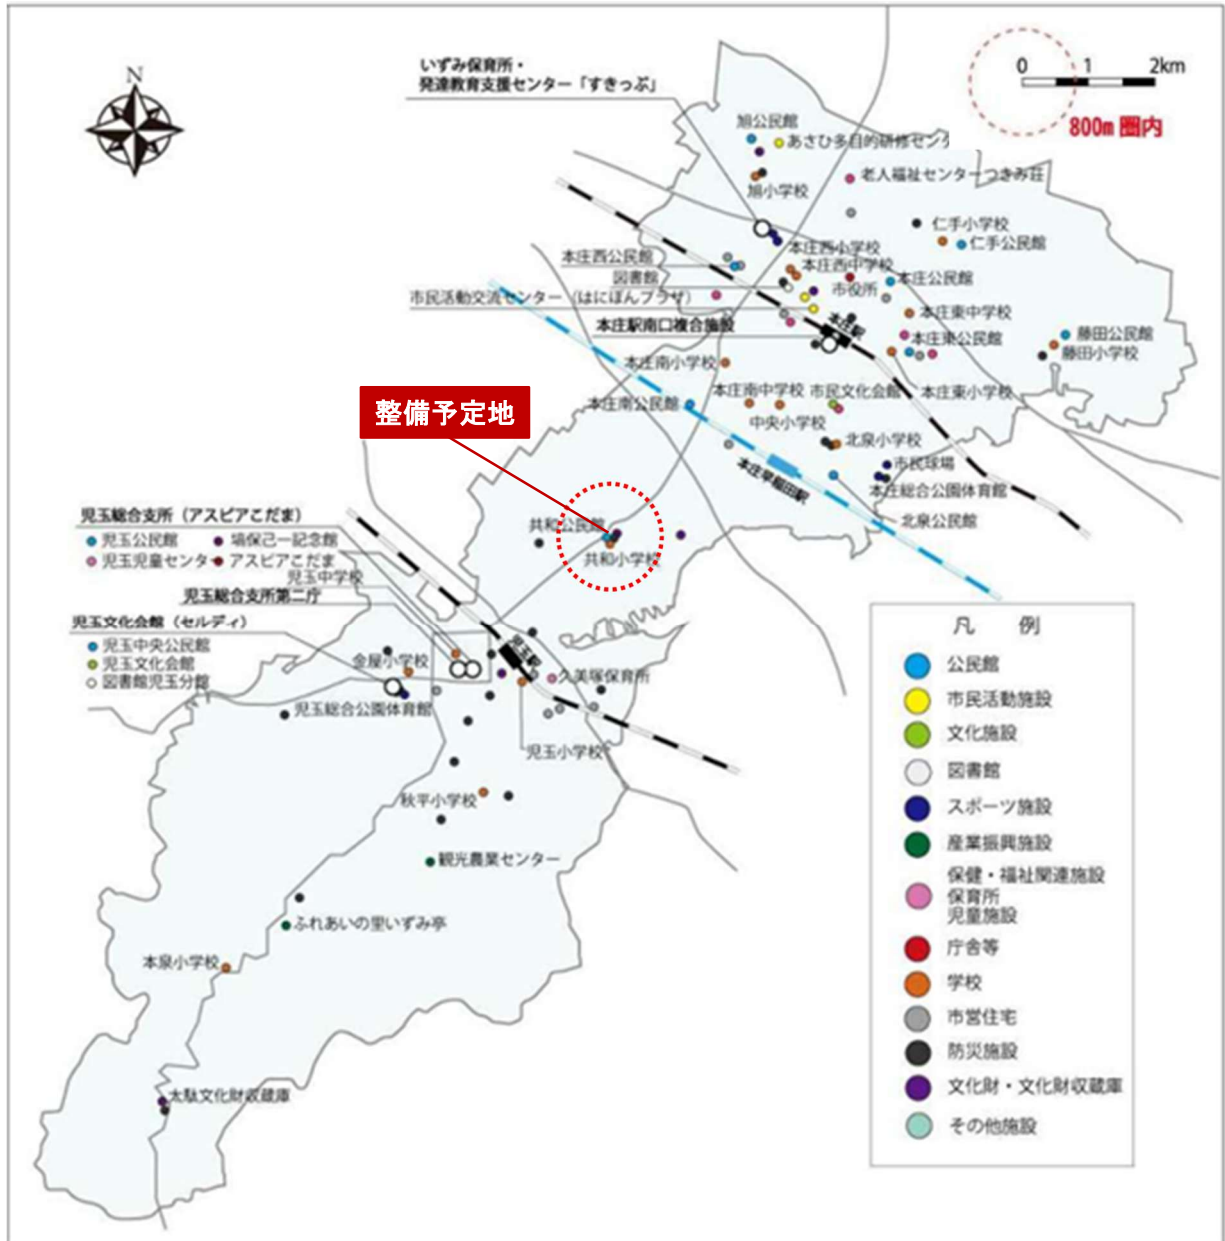 N
いずみ保育所・
発達教育支援センター「すきっぷ」
0 1 2km
800m 圏内
旭公民館
あさひ多目的研修センタ
旭小学校
老人福祉センターつきみ荘
仁手小学校
仁手公民館
本庄西公民館
本庄西小学校
本庄西中学校
図書館
市役所
本庄公民館
市民活動交流センター（はにぽんプラザ）
本庄東中学校
本庄駅南口複合施設
本庄駅
本庄東公民館
藤田公民館
藤田小学校
本庄南小学校
本庄南中学校
市民文化会館
本庄東小学校
本庄南公民館
中央小学校
整備予定地
北泉小学校
本庄早稲田駅
市民球場
本庄総合公園体育館
北泉公民館
共和公民館
共和小学校
児玉総合支所（アスピアこだま）
児玉公民館
塙保己一記念館
児玉児童センター
アスピアこだま
児玉中学校
児玉総合支所第二庁
児玉文化会館（セルディ）
児玉中央公民館
児玉文化会館
図書館児玉分館
金屋小学校
児玉駅
久美塚保育所
児玉総合公園体育館
児玉小学校
秋平小学校
観光農業センター
ふれあいの里いずみ亭
本泉小学校
太駄文化財収蔵庫
凡 例
公民館
市民活動施設
文化施設
図書館
スポーツ施設
産業振興施設
保健・福祉関連施設
保育所
児童施設
庁舎等
学校
市営住宅
防災施設
文化財・文化財収蔵庫
その他施設